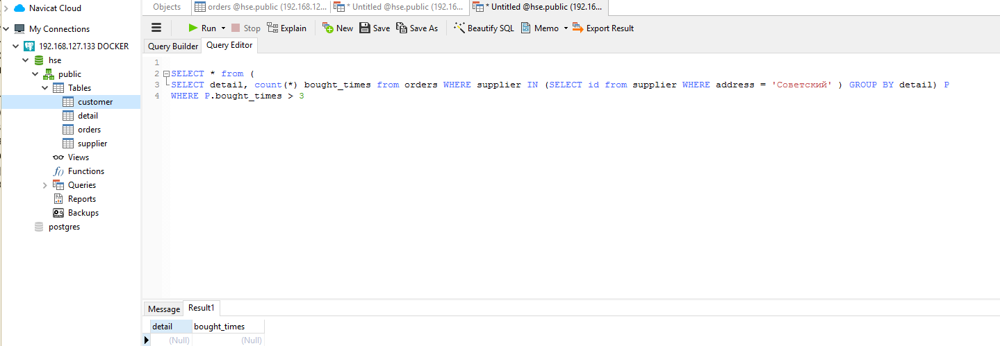 Navicat Cloud
My Connections
192.168.127.133 DOCKER
hse
public
Tables
customer
detail
orders
supplier
Views
Functions
Queries
Reports
Backups
postgres
Objects
orders @hse.public (192.168.12...
* Untitled @hse.public (192.16...
* Untitled @hse.public (192.16...
Run Stop Explain New Save Save As Beautify SQL Memo Export Result
Query Builder Query Editor
1
2 SELECT * from (
3 SELECT detail, count(*) bought_times from orders WHERE supplier IN (SELECT id from supplier WHERE address = 'Советский' ) GROUP BY detail) P
4 WHERE P.bought_times > 3
Message Result1
detail bought_times
(Null) (Null)